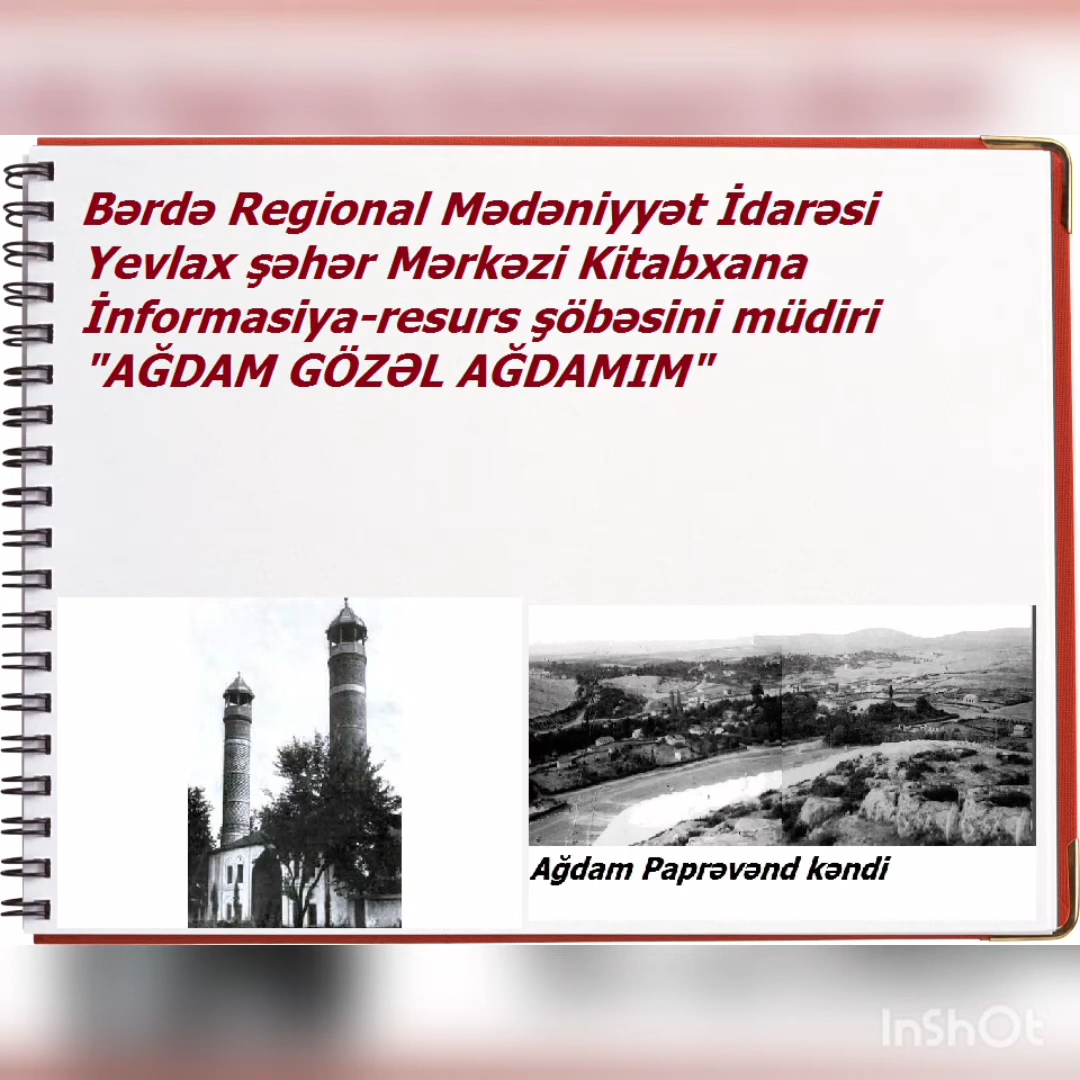 Bərdə Regional Mədəniyyət İdarəsi
Yevlax şəhər Mərkəzi Kitabxana
İnformasiya-resurs şöbəsini müdiri
"AĞDAM GÖZƏL AĞDAMIM"
Ağdam Paprəvənd kəndi
InShOt